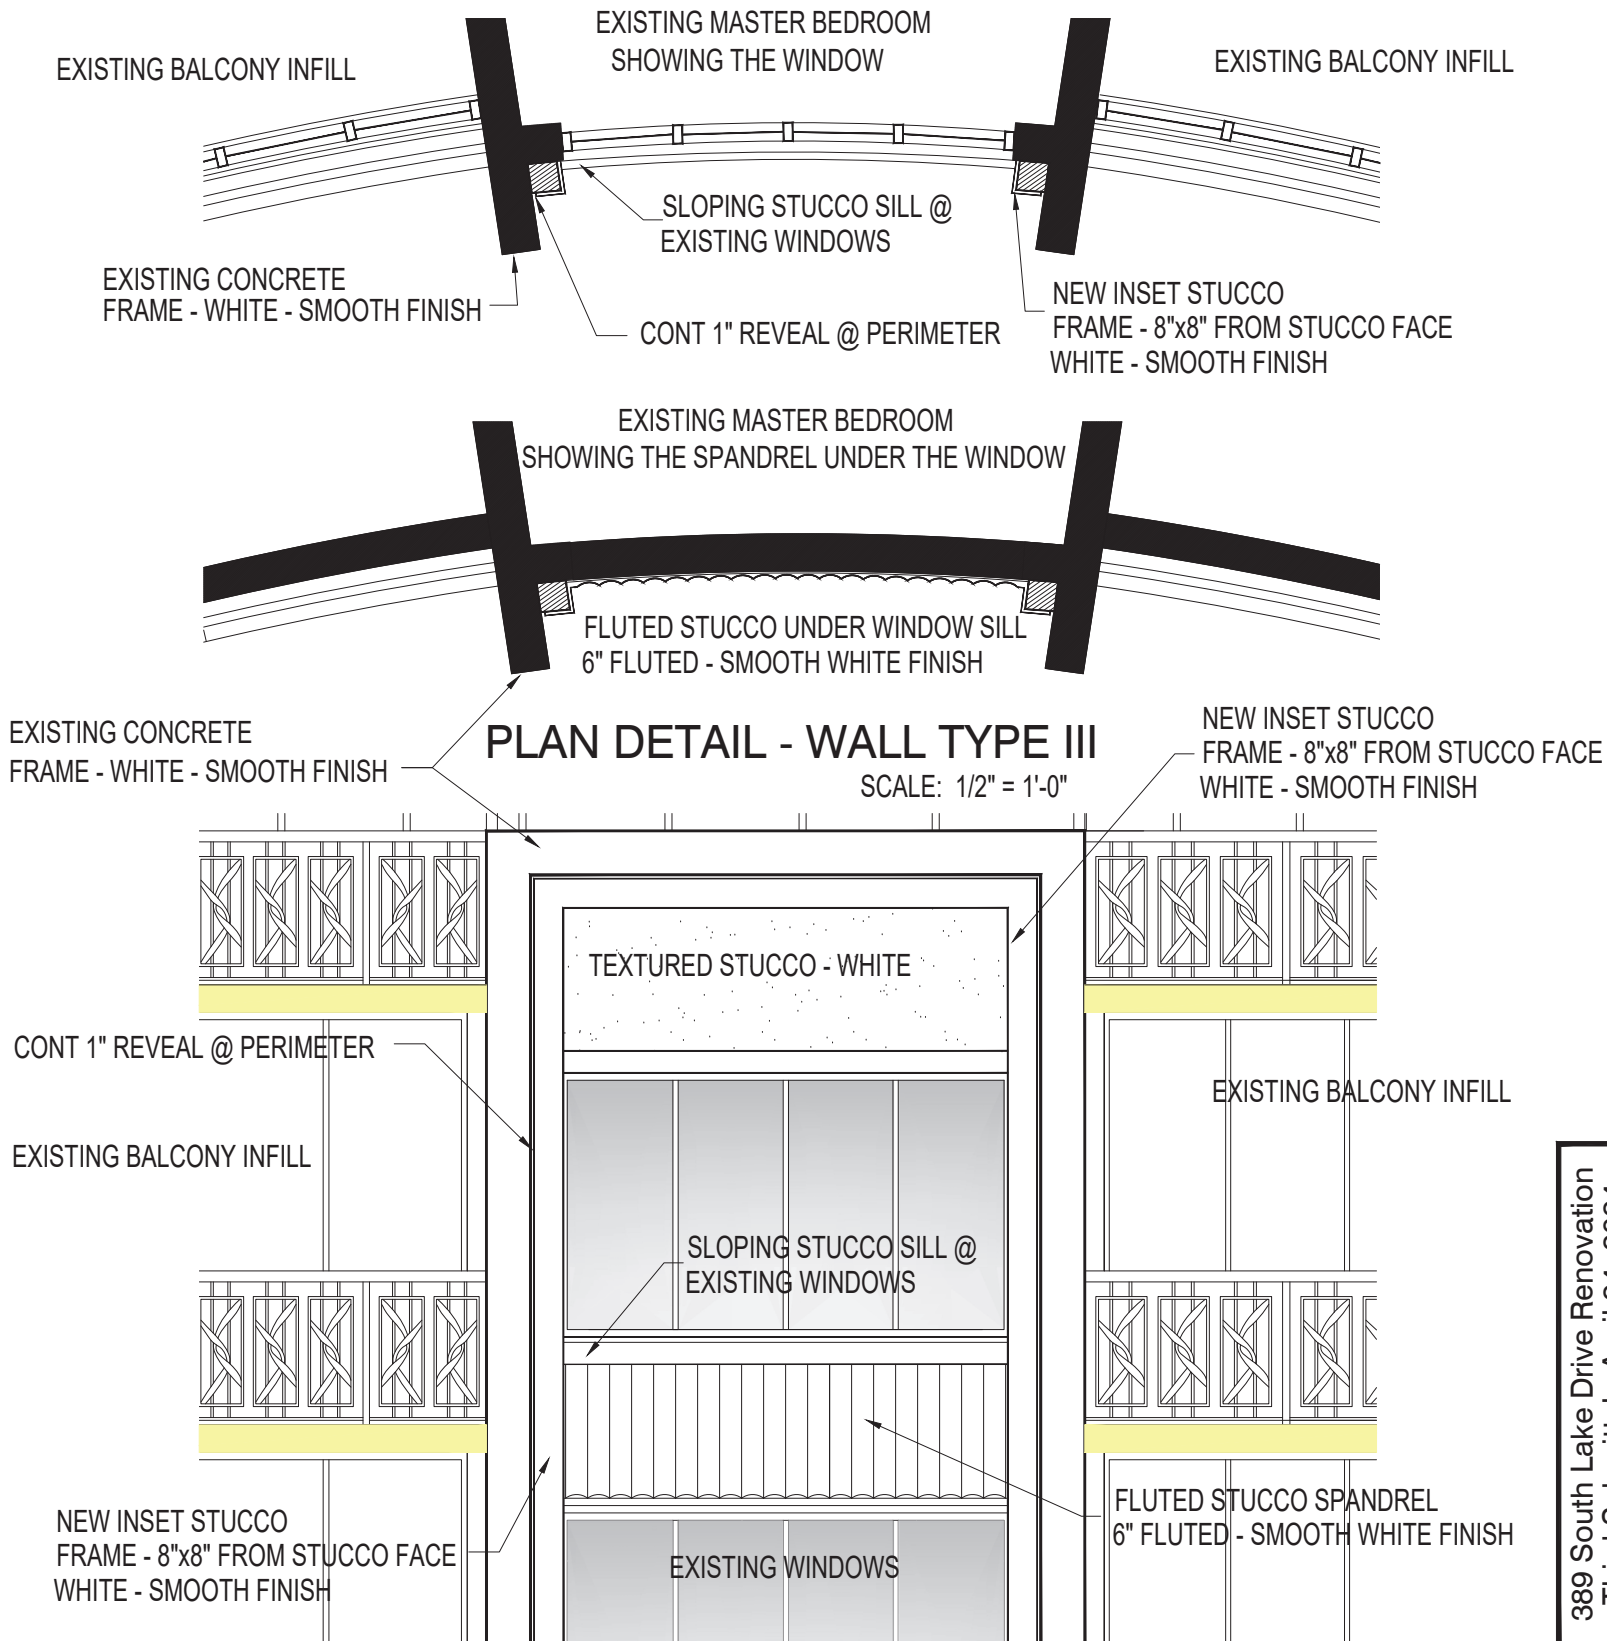 EXISTING MASTER BEDROOM
SHOWING THE WINDOW
EXISTING BALCONY INFILL
EXISTING BALCONY INFILL
SLOPING STUCCO SILL @
EXISTING WINDOWS
EXISTING CONCRETE
FRAME - WHITE - SMOOTH FINISH
CONT 1" REVEAL @ PERIMETER
NEW INSET STUCCO
FRAME - 8"x8" FROM STUCCO FACE
WHITE - SMOOTH FINISH
EXISTING MASTER BEDROOM
SHOWING THE SPANDREL UNDER THE WINDOW
FLUTED STUCCO UNDER WINDOW SILL
6" FLUTED - SMOOTH WHITE FINISH
EXISTING CONCRETE
FRAME - WHITE - SMOOTH FINISH
PLAN DETAIL - WALL TYPE III
SCALE: 1/2" = 1'-0"
NEW INSET STUCCO
FRAME - 8"x8" FROM STUCCO FACE
WHITE - SMOOTH FINISH
TEXTURED STUCCO - WHITE
CONT 1" REVEAL @ PERIMETER
EXISTING BALCONY INFILL
EXISTING BALCONY INFILL
SLOPING STUCCO SILL @
EXISTING WINDOWS
NEW INSET STUCCO
FRAME - 8"x8" FROM STUCCO FACE
WHITE - SMOOTH FINISH
FLUTED STUCCO SPANDREL
6" FLUTED - SMOOTH WHITE FINISH
EXISTING WINDOWS
389 South Lake Drive Renovation